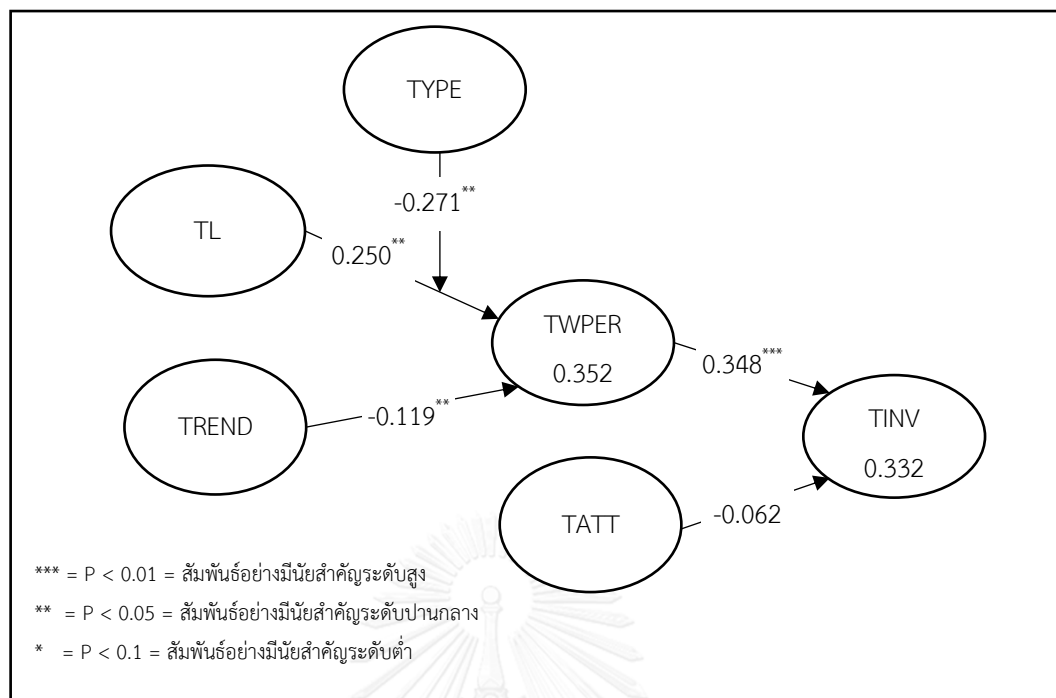 TYPE
-0.271**
TL
0.250**
TWPER
0.352
0.348***
TREND
-0.119**
TINV
0.332
TATT
-0.062
*** = P < 0.01 = สัมพันธ์อย่างมีนัยสำคัญระดับสูง
** = P < 0.05 = สัมพันธ์อย่างมีนัยสำคัญระดับปานกลาง
* = P < 0.1 = สัมพันธ์อย่างมีนัยสำคัญระดับต่ำ